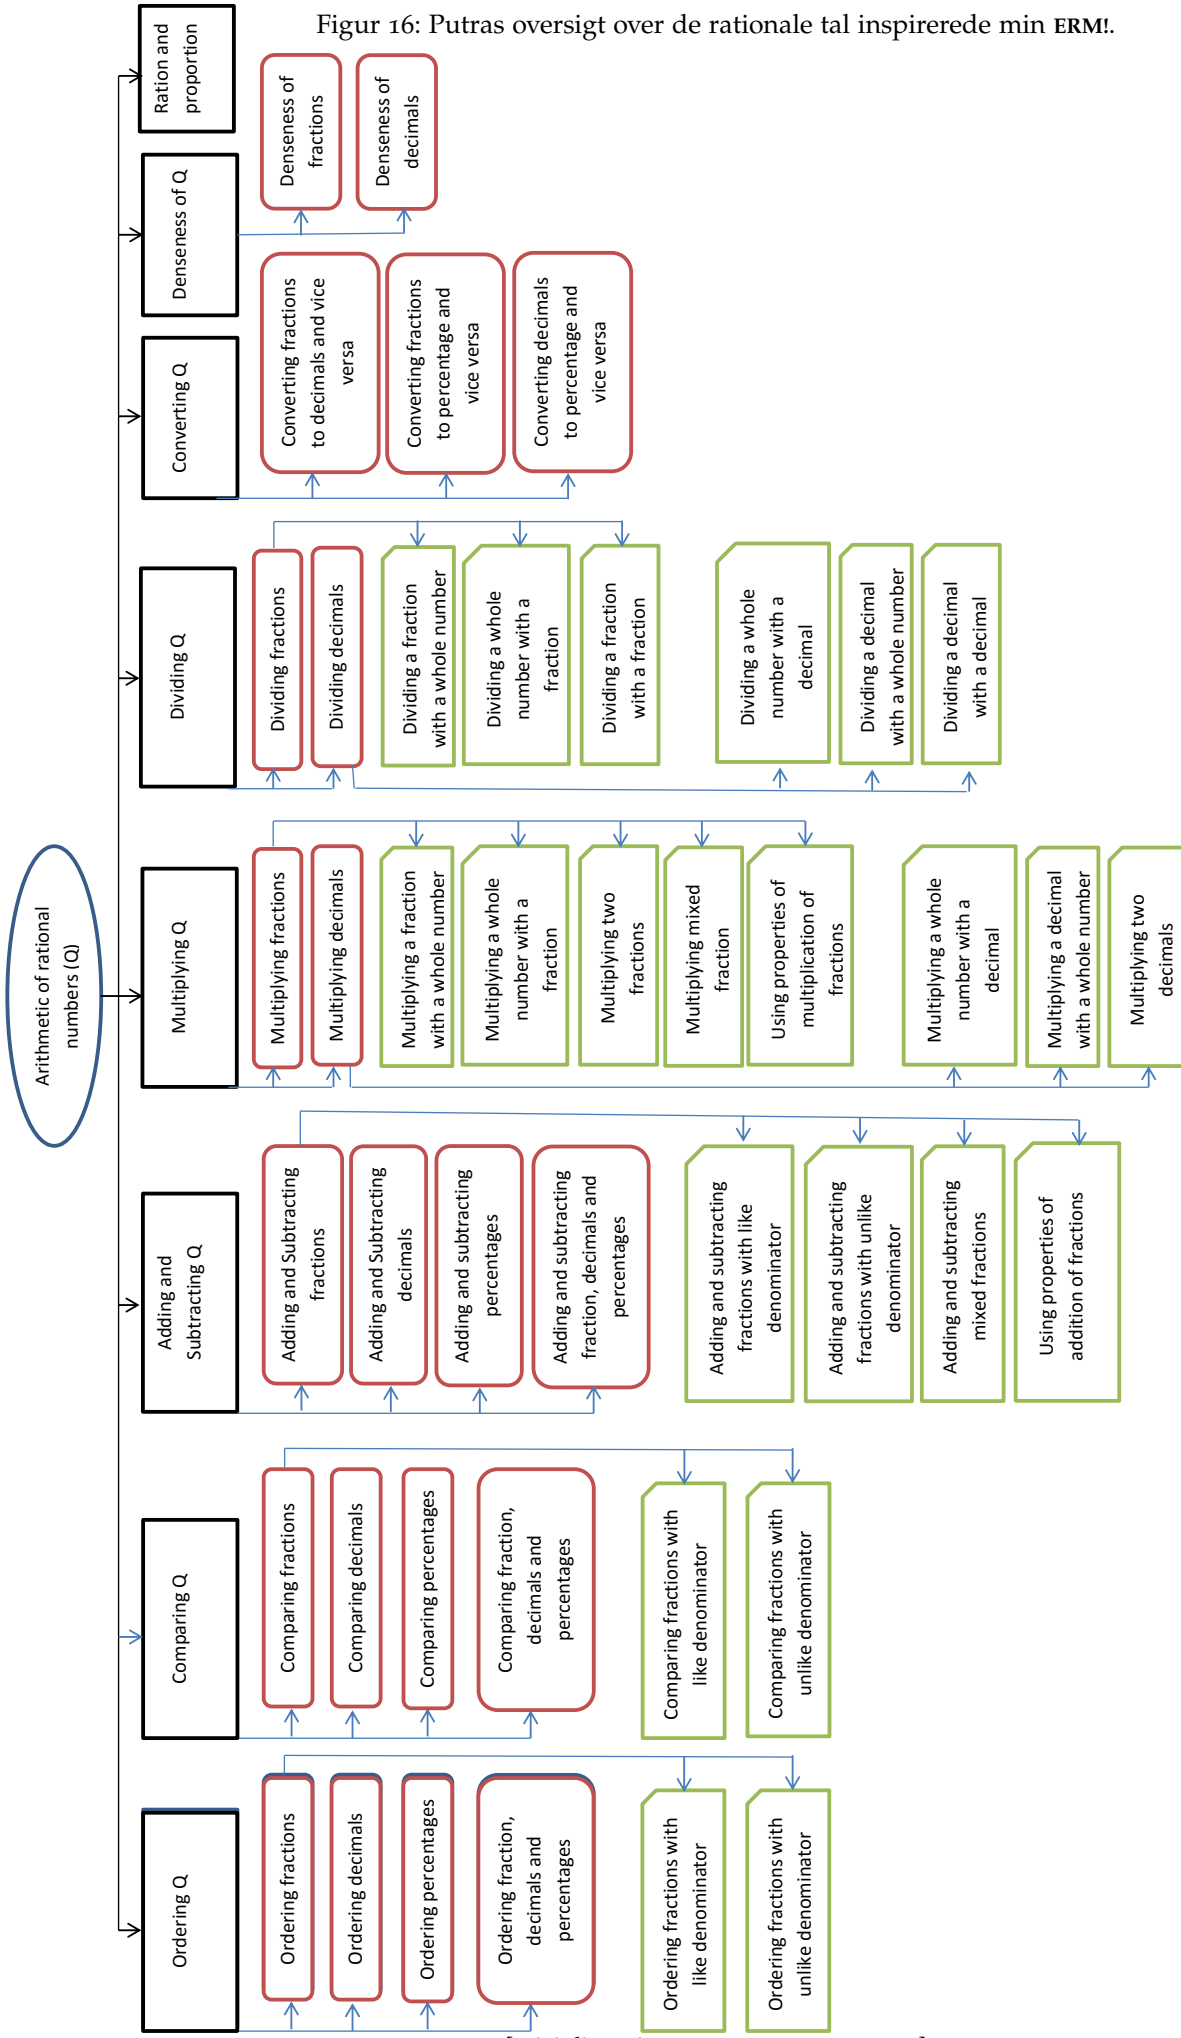 Figur 16: Putras oversigt over de rationale tal inspirerede min ERM!.
Arithmetic of rational
numbers (Q)
Ordering Q
Ordering fractions
Ordering decimals
Ordering percentages
Ordering fraction,
decimals and
percentages
Ordering fractions with
like denominator
Ordering fractions with
unlike denominator
Comparing Q
Comparing fractions
Comparing decimals
Comparing percentages
Comparing fraction,
decimals and
percentages
Comparing fractions with
like denominator
Comparing fractions with
unlike denominator
Adding and
Subtracting Q
Adding and Subtracting
fractions
Adding and Subtracting
decimals
Adding and subtracting
percentages
Adding and subtracting
fraction, decimals and
percentages
Adding and subtracting
fractions with like
denominator
Adding and subtracting
fractions with unlike
denominator
Adding and subtracting
mixed fractions
Using properties of
addition of fractions
Multiplying Q
Multiplying fractions
Multiplying decimals
Multiplying a fraction
with a whole number
Multiplying a whole
number with a
fraction
Multiplying two
fractions
Multiplying mixed
fraction
Using properties of
multiplication of
fractions
Multiplying a whole
number with a
decimal
Multiplying a decimal
with a whole number
Multiplying two
decimals
Dividing Q
Dividing fractions
Dividing decimals
Dividing a fraction
with a whole number
Dividing a whole
number with a
fraction
Dividing a fraction
with a fraction
Dividing a whole
number with a
decimal
Dividing a decimal
with a whole number
Dividing a decimal
with a decimal
Converting Q
Converting fractions
to decimals and vice
versa
Converting fractions
to percentage and
vice versa
Converting decimals
to percentage and
vice versa
Denseness of Q
Denseness of
fractions
Denseness of
decimals
Ration and
proportion